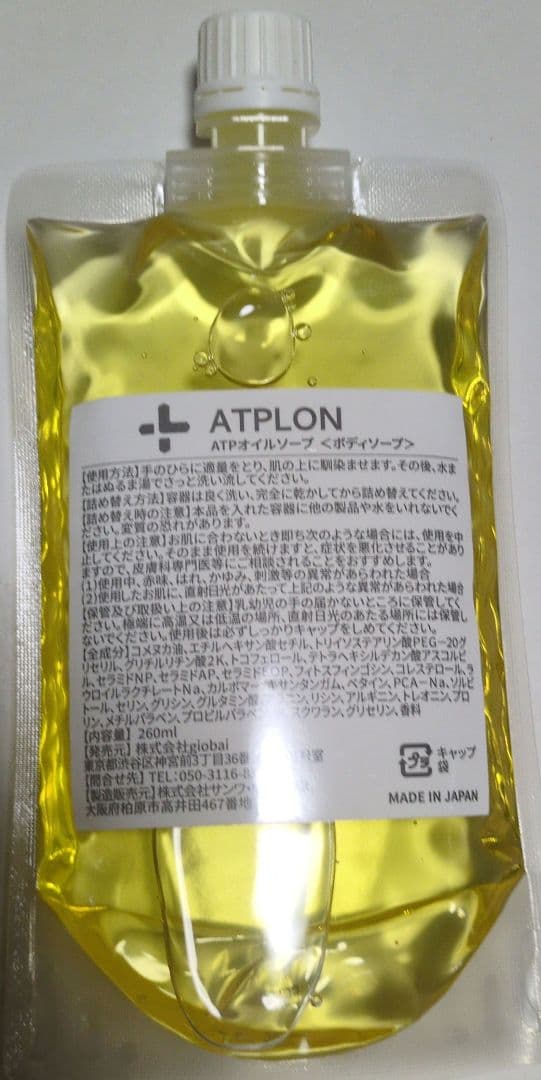 ATPLON
ATPオイルソープ <ボディソープ>
【使用方法】手のひらに適量をとり、肌の上に馴染ませます。その後、水ま
たはぬるま湯でさっと洗い流してください。
【詰め替え方法】容器は良く洗い、完全に乾かしてから詰め替えてください。
【詰め替え時の注意】本品を入れた容器に他の製品や水をいれないでく
ださい。変質の恐れがあります。
【使用上の注意】お肌に合わないとき即ち次のような場合には、使用を中
止してください。そのまま使用を続けますと、症状を悪化させることがあり
ますので、皮膚科専門医等にご相談されることをおすすめします。
(1)使用中、赤味、はれ、かゆみ、刺激等の異常があらわれた場合
(2)使用したお肌に、直射日光があたって上記のような異常があらわれた場合
【保管及び取扱い上の注意】乳幼児の手の届かないところに保管してく
ださい。極端に高温又は低温の場所、直射日光のあたる場所には保管し
ないでください。使用後は必ずしっかりキャップをしめてください。
【全成分】コメヌカ油、エチルヘキサン酸セチル、トリイソステアリン酸PEG-20グ
リセリル、グリチルリチン酸2K、トコフェロール、テトラヘキシルデカン酸アスコルビ
ル、セラミドNP、セラミドAP、セラミドEOP、フィトスフィンゴシン、コレステロール、ラ
ウロイルラクチレートNa、カルボマー、キサンタンガム、ベタイン、PCA-Na、ソルビ
トール、セリン、グリシン、グルタミン酸、アラニン、リシン、アルギニン、トレオニン、プロ
リン、メチルパラベン、プロピルパラベン、スクワラン、グリセリン、香料
【内容量】260ml
【発売元】株式会社giobai
東京都渋谷区神宮前3丁目36番 室
【問合せ先】TEL:050-3116-8
【製造販売元】株式会社サンワ・
大阪府柏原市高井田467番地
プラ
キャップ
袋
MADE IN JAPAN